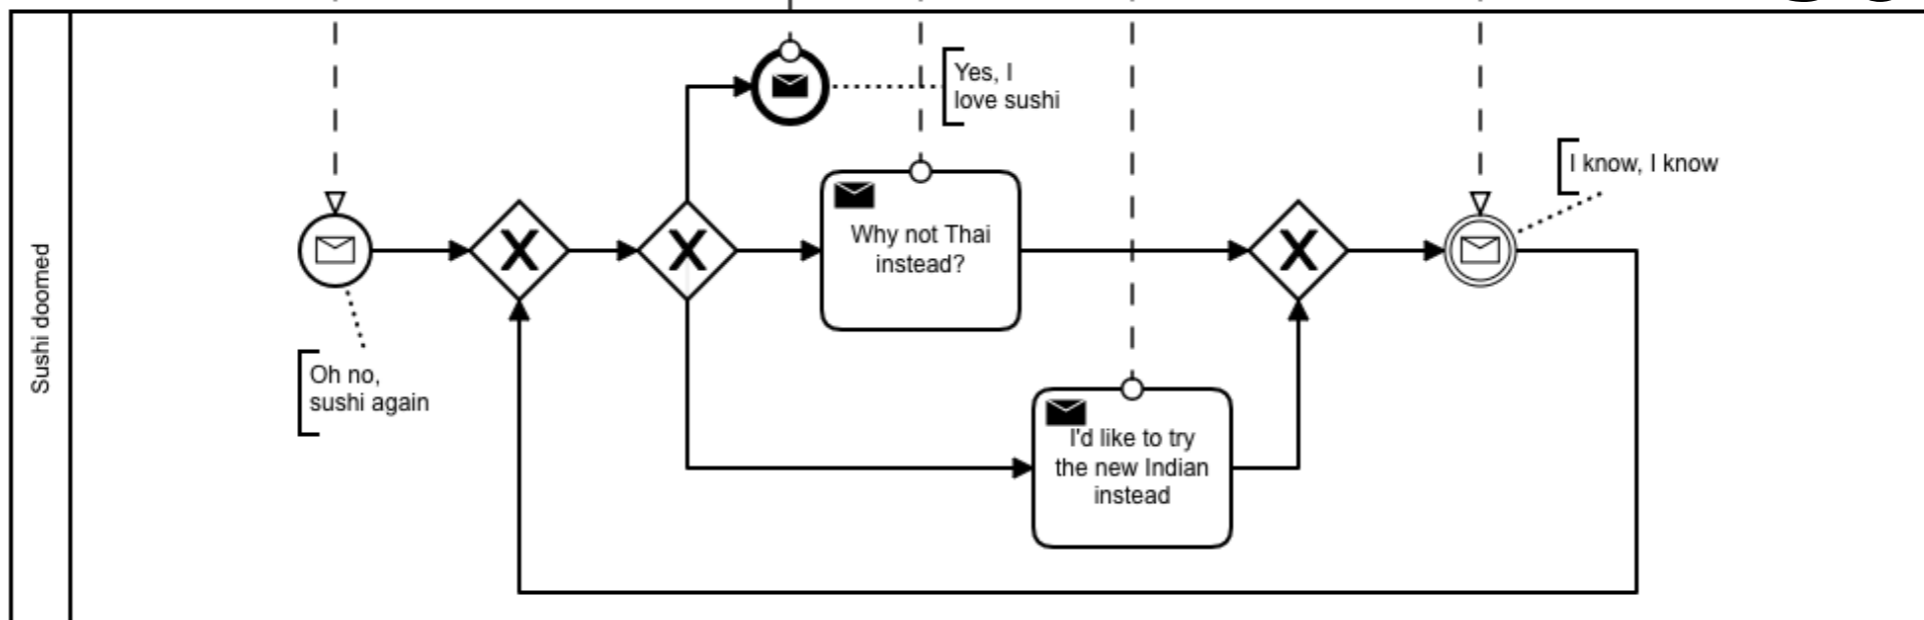 Sushi doomed
Yes, I
love sushi
I know, I know
Why not Thai
instead?
X
X
X
Oh no,
sushi again
I'd like to try
the new Indian
instead